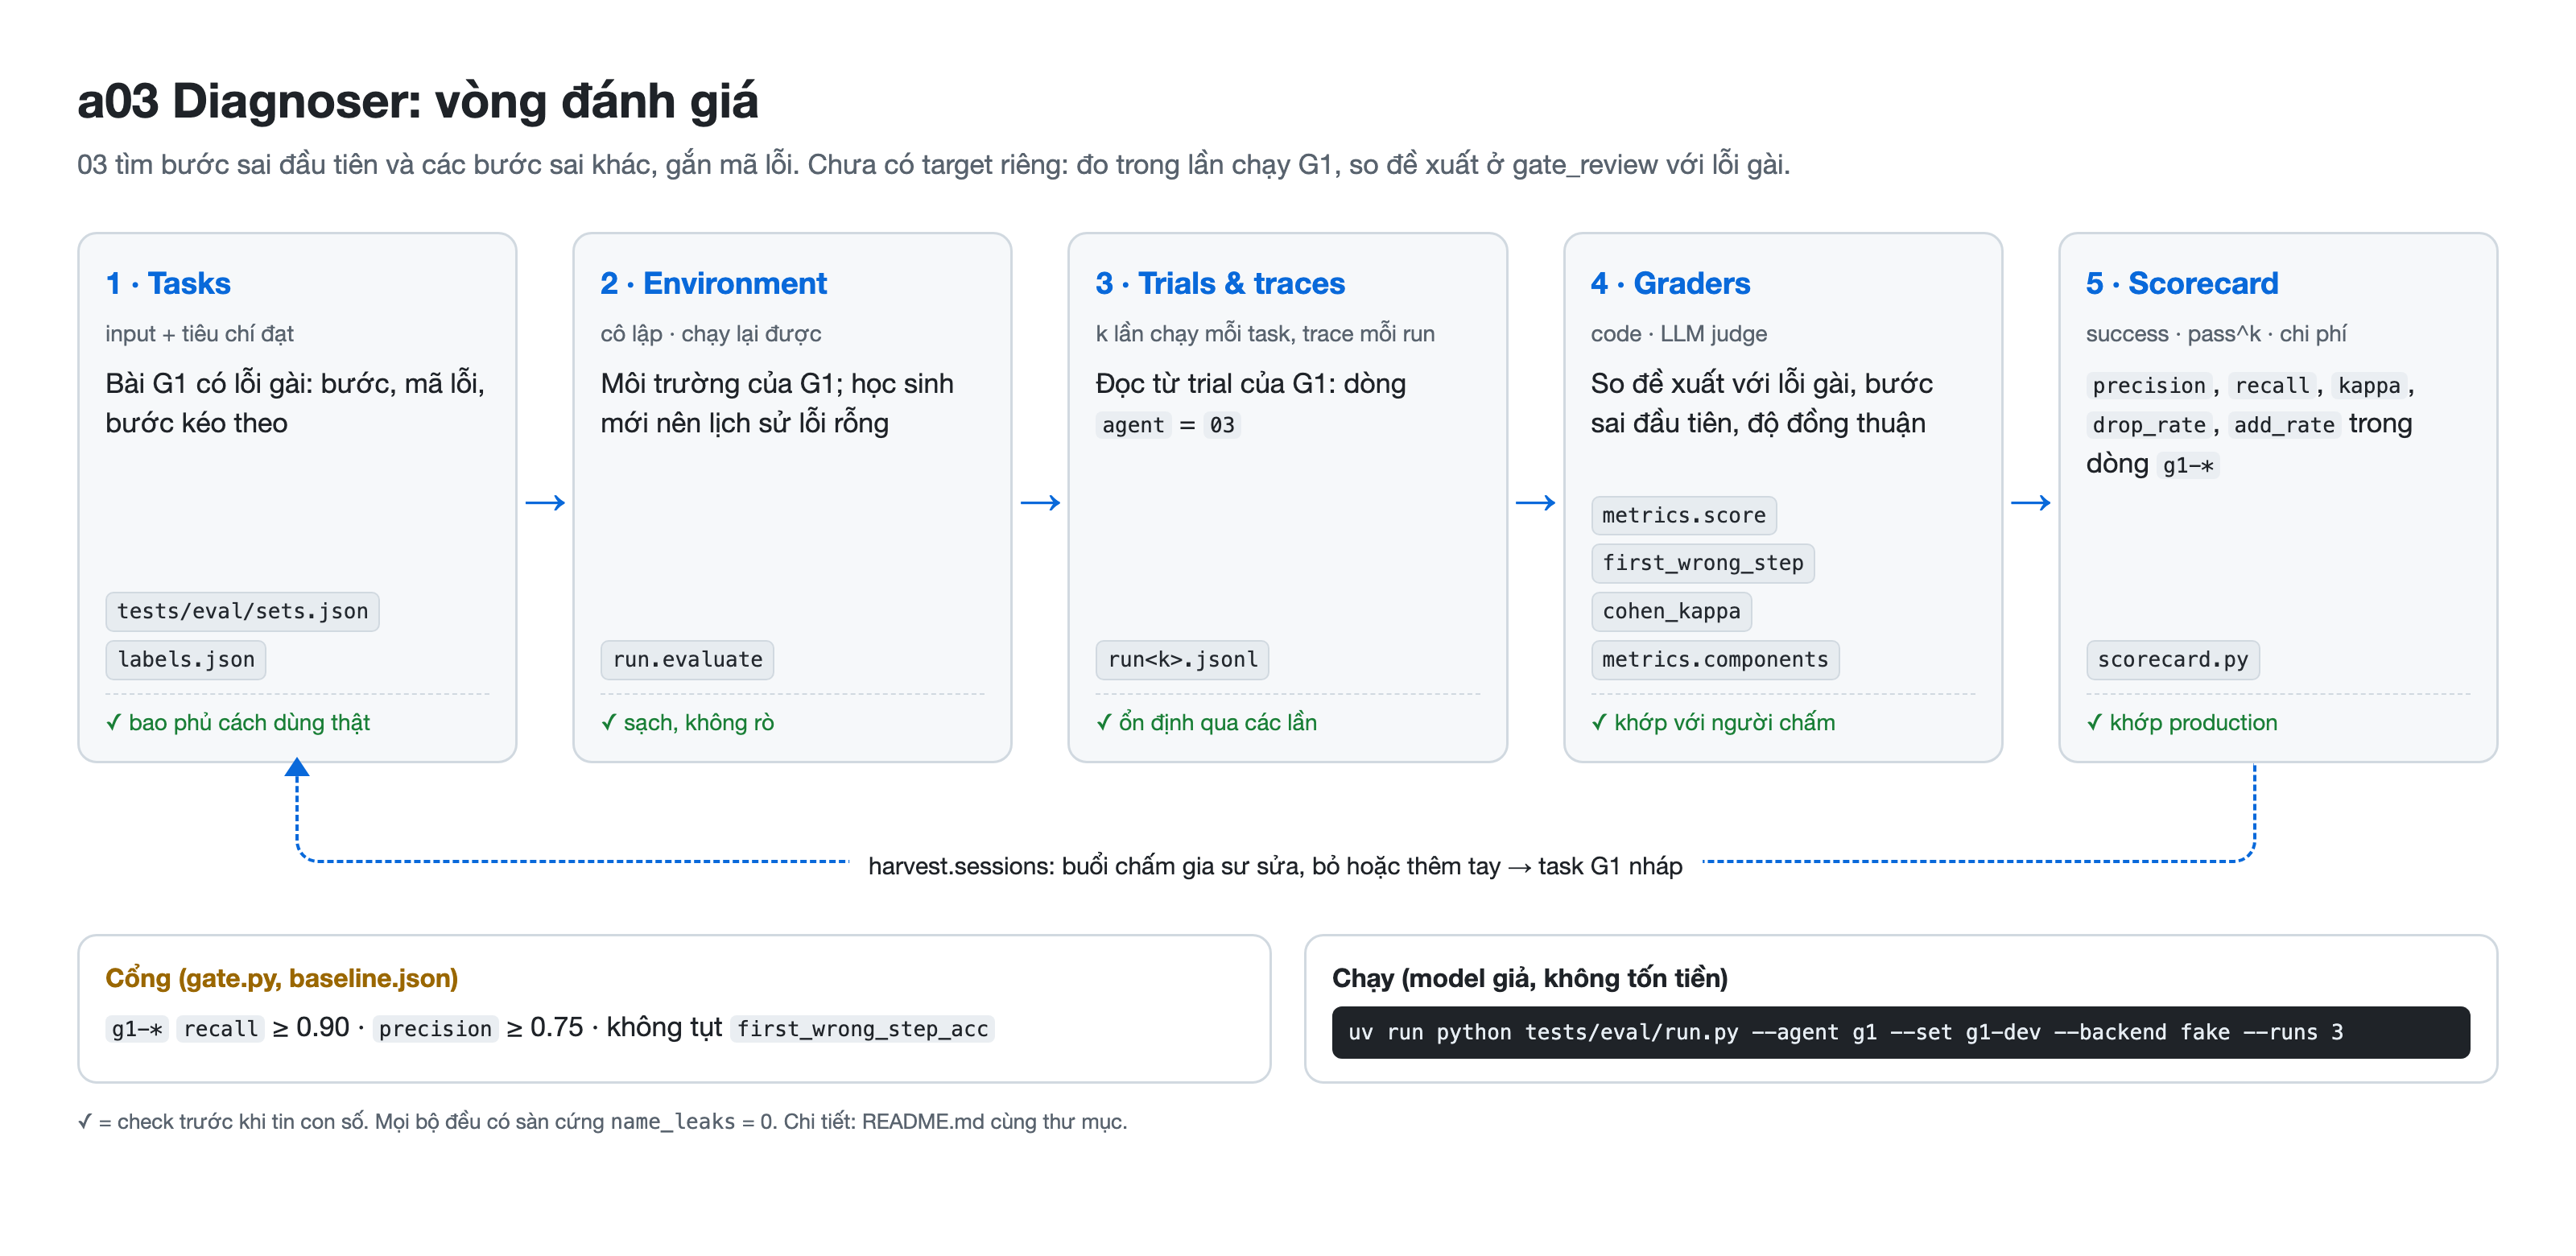 a03 Diagnoser: vòng đánh giá
03 tìm bước sai đầu tiên và các bước sai khác, gắn mã lỗi. Chưa có target riêng: đo trong lần chạy G1, so đề xuất ở gate_review với lỗi gài.
1 · Tasks
input + tiêu chí đạt
Bài G1 có lỗi gài: bước, mã lỗi,
bước kéo theo
tests/eval/sets.json
labels.json
✓ bao phủ cách dùng thật
→
2 · Environment
cô lập · chạy lại được
Môi trường của G1; học sinh
mới nên lịch sử lỗi rỗng
run.evaluate
✓ sạch, không rò
→
3 · Trials & traces
k lần chạy mỗi task, trace mỗi run
Đọc từ trial của G1: dòng
agent = 03
run<k>.jsonl
✓ ổn định qua các lần
→
4 · Graders
code · LLM judge
So đề xuất với lỗi gài, bước
sai đầu tiên, độ đồng thuận
metrics.score
first_wrong_step
cohen_kappa
metrics.components
✓ khớp với người chấm
→
5 · Scorecard
success · pass^k · chi phí
precision, recall, kappa,
drop_rate, add_rate trong
dòng g1-*
scorecard.py
✓ khớp production
harvest.sessions: buổi chấm gia sư sửa, bỏ hoặc thêm tay → task G1 nháp
Cổng (gate.py, baseline.json)
g1-* recall ≥ 0.90 · precision ≥ 0.75 · không tụt first_wrong_step_acc
Chạy (model giả, không tốn tiền)
uv run python tests/eval/run.py --agent g1 --set g1-dev --backend fake --runs 3
✓ = check trước khi tin con số. Mọi bộ đều có sàn cứng name_leaks = 0. Chi tiết: README.md cùng thư mục.